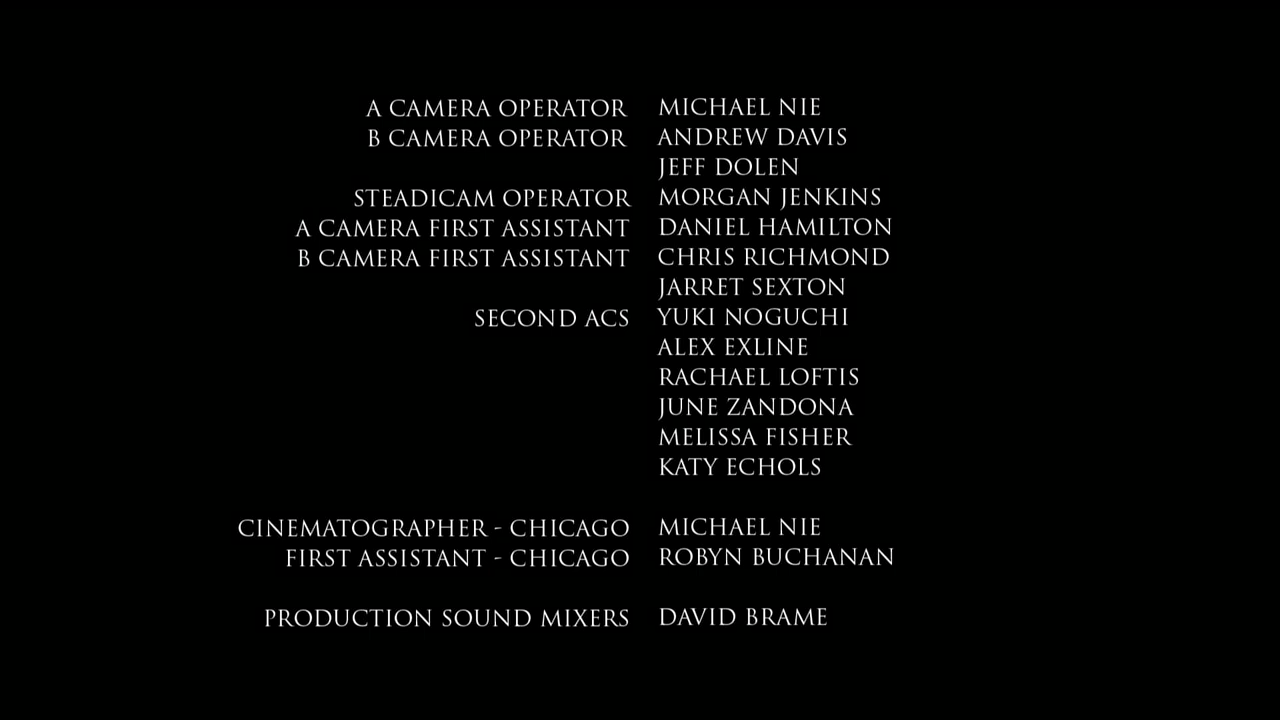 A CAMERA OPERATOR MICHAEL NIE
B CAMERA OPERATOR ANDREW DAVIS
JEFF DOLEN
STEADICAM OPERATOR MORGAN JENKINS
A CAMERA FIRST ASSISTANT DANIEL HAMILTON
B CAMERA FIRST ASSISTANT CHRIS RICHMOND
JARRET SEXTON
SECOND ACS YUKI NOGUCHI
ALEX EXLINE
RACHAEL LOFTIS
JUNE ZANDONA
MELISSA FISHER
KATY ECHOLS
CINEMATOGRAPHER - CHICAGO MICHAEL NIE
FIRST ASSISTANT - CHICAGO ROBYN BUCHANAN
PRODUCTION SOUND MIXERS DAVID BRAME